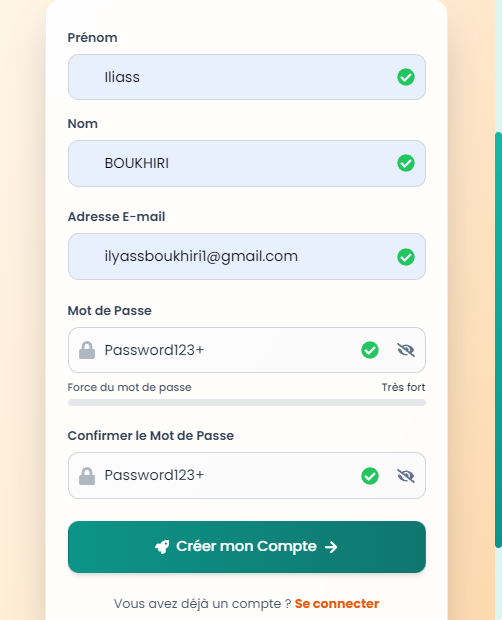 Prénom
Iliass
Nom
BOUKHIRI
Adresse E-mail
ilyassboukhiri1@gmail.com
Mot de Passe
Password123+
Force du mot de passe Très fort
Confirmer le Mot de Passe
Password123+
Créer mon Compte
Vous avez déjà un compte ? Se connecter